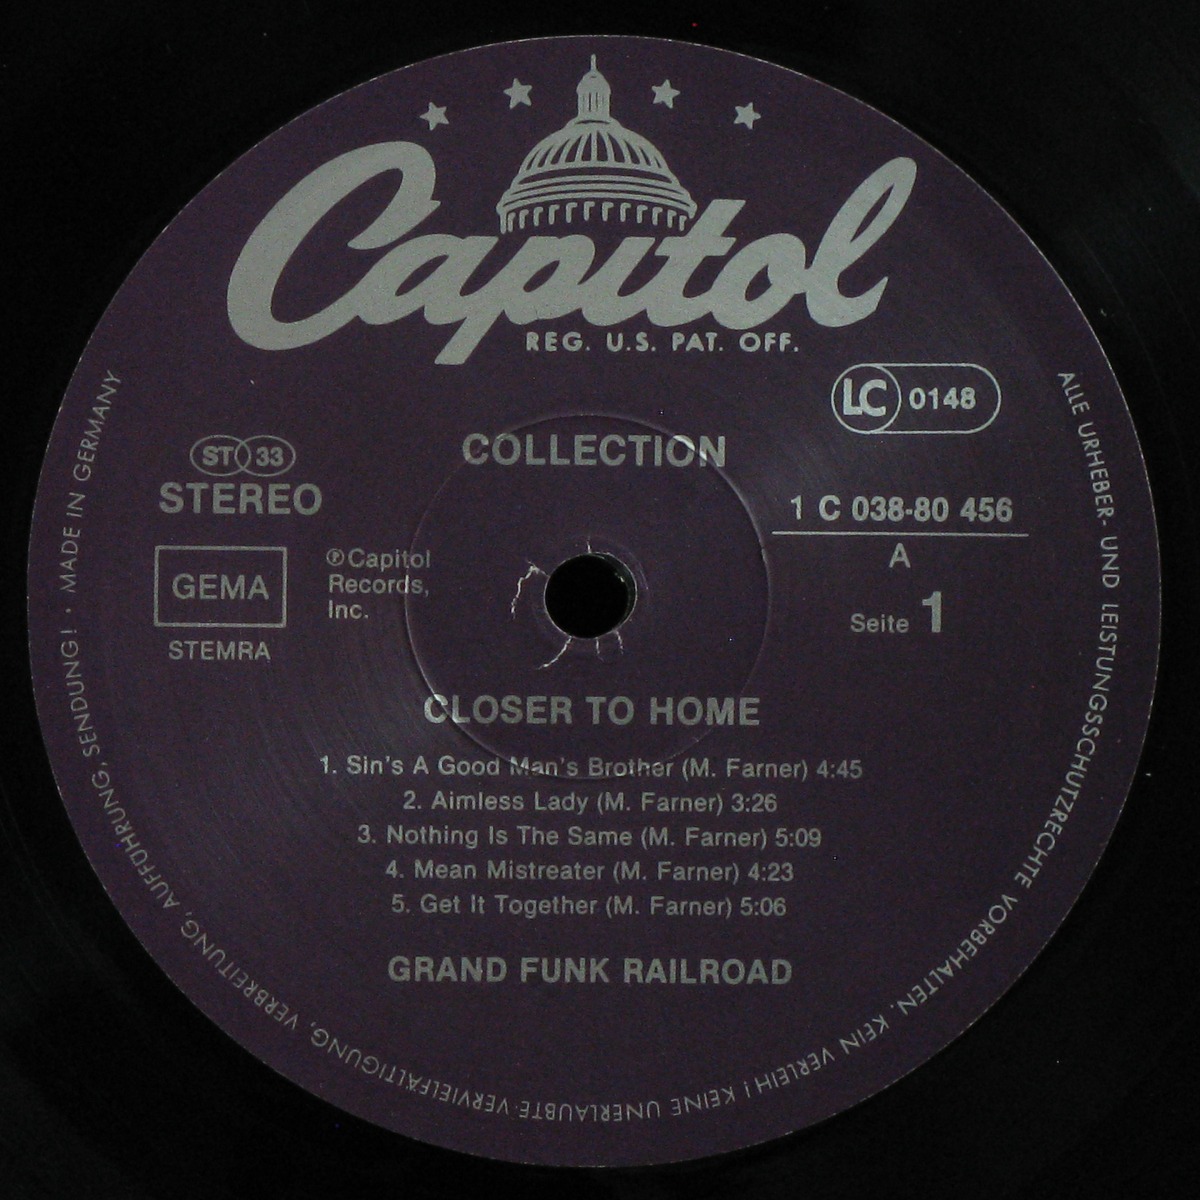 Capitol
REG. U.S. PAT. OFF.
LC 0148
COLLECTION
ST 33
STEREO
1 C 038-80 456
A
Seite 1
GEMA
STEMRA
℗ Capitol
Records,
Inc.
CLOSER TO HOME
1. Sin's A Good Man's Brother (M. Farner) 4:45
2. Aimless Lady (M. Farner) 3:26
3. Nothing Is The Same (M. Farner) 5:09
4. Mean Mistreater (M. Farner) 4:23
5. Get It Together (M. Farner) 5:06
GRAND FUNK RAILROAD
ALLE URHEBER- UND LEISTUNGSSCHUTZRECHTE VORBEHALTEN. KEIN VERLEIH! KEINE UNERLAUBTE VERVIELFÄLTIGUNG, VERBREITUNG, AUFFÜHRUNG, SENDUNG! · MADE IN GERMANY